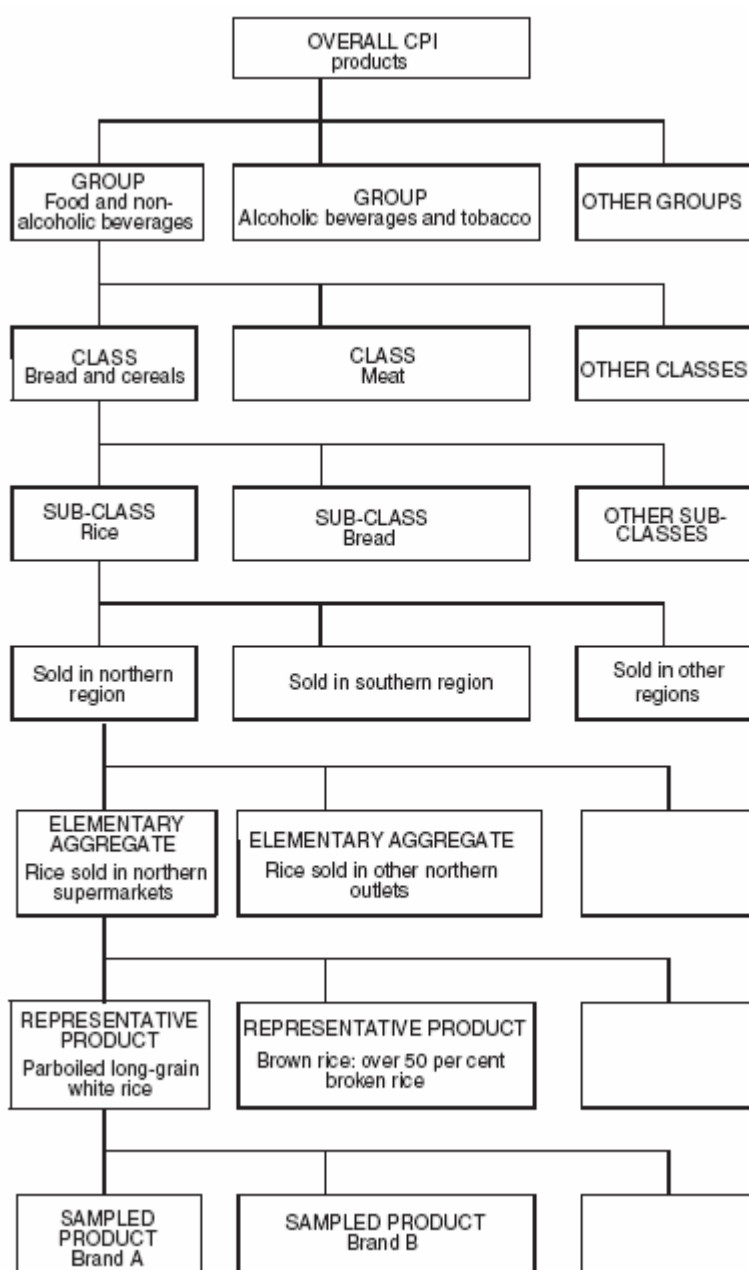 OVERALL CPI
products
GROUP
Food and non-
alcoholic beverages
GROUP
Alcoholic beverages and tobacco
OTHER GROUPS
CLASS
Bread and cereals
CLASS
Meat
OTHER CLASSES
SUB-CLASS
Rice
SUB-CLASS
Bread
OTHER SUB-
CLASSES
Sold in northern
region
Sold in southern region
Sold in other
regions
ELEMENTARY
AGGREGATE
Rice sold in northern
supermarkets
ELEMENTARY AGGREGATE
Rice sold in other northern
outlets
REPRESENTATIVE
PRODUCT
Parboiled long-grain
white rice
REPRESENTATIVE PRODUCT
Brown rice: over 50 per cent
broken rice
SAMPLED
PRODUCT
Brand A
SAMPLED PRODUCT
Brand B